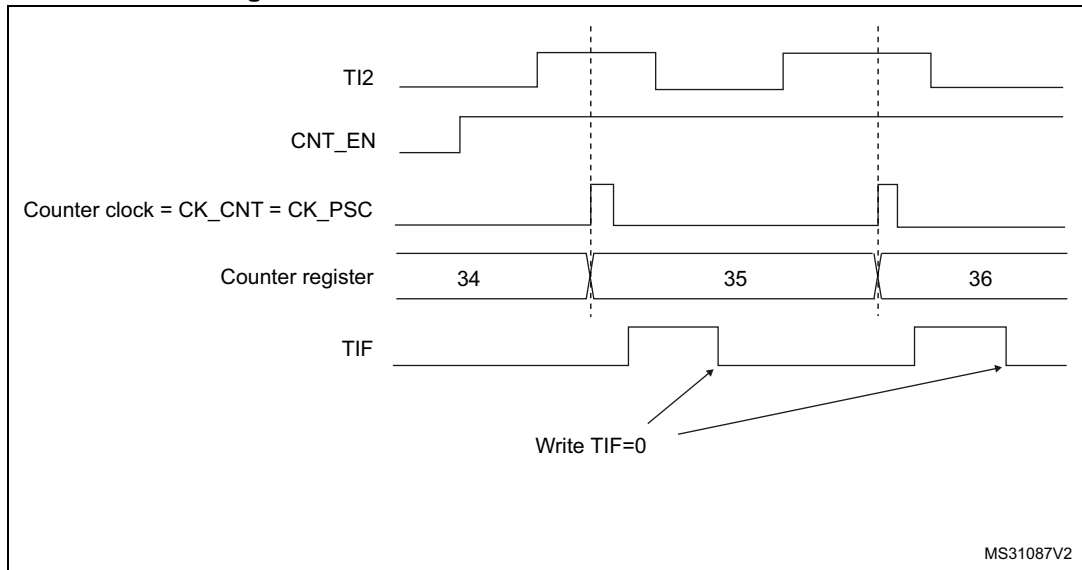 TI2
CNT_EN
Counter clock = CK_CNT = CK_PSC
Counter register 34 35 36
TIF
Write TIF=0
MS31087V2